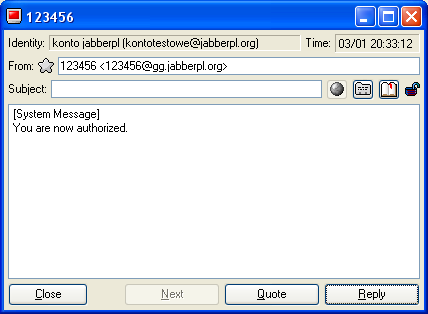 123456
Identity: konto jabberpl (kontotestowe@jabberpl.org) Time: 03/01 20:33:12
From: 123456 <123456@gg.jabberpl.org>
Subject:
[System Message]
You are now authorized.
Close Next Quote Reply